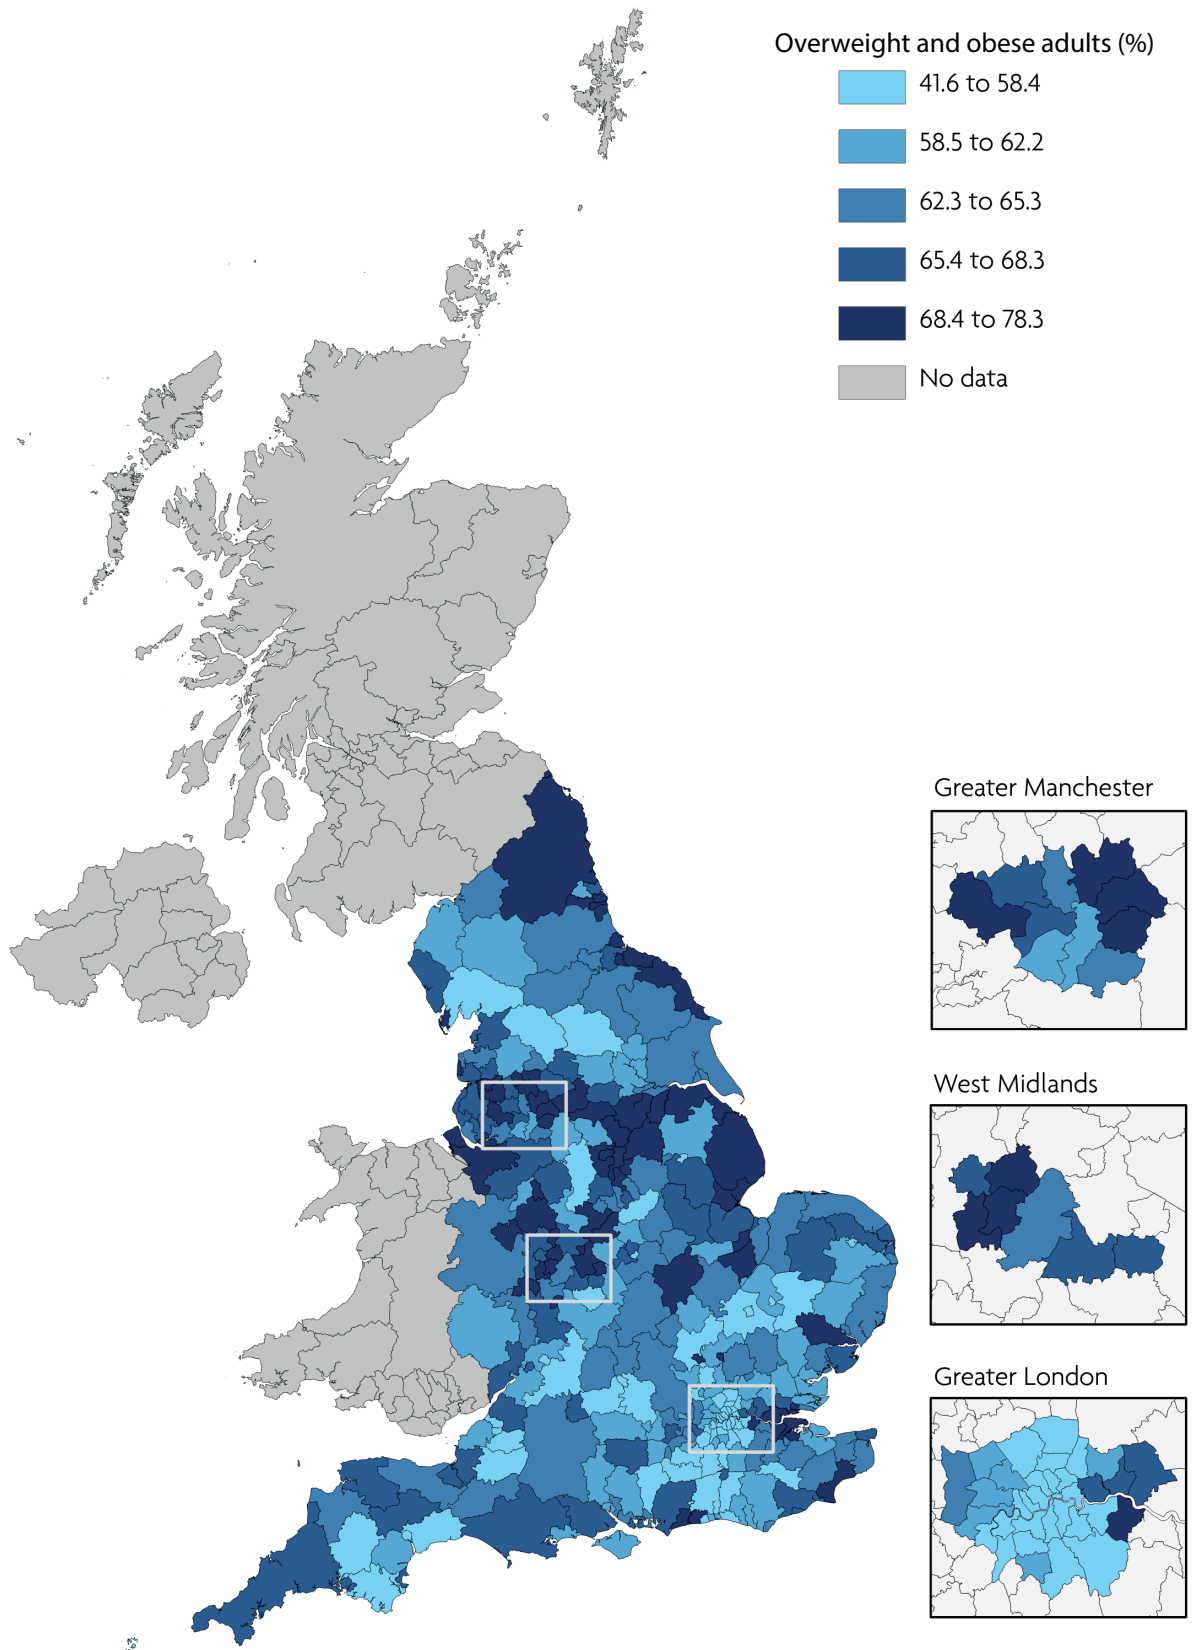 Overweight and obese adults (%)
41.6 to 58.4
58.5 to 62.2
62.3 to 65.3
65.4 to 68.3
68.4 to 78.3
No data
Greater Manchester
West Midlands
Greater London